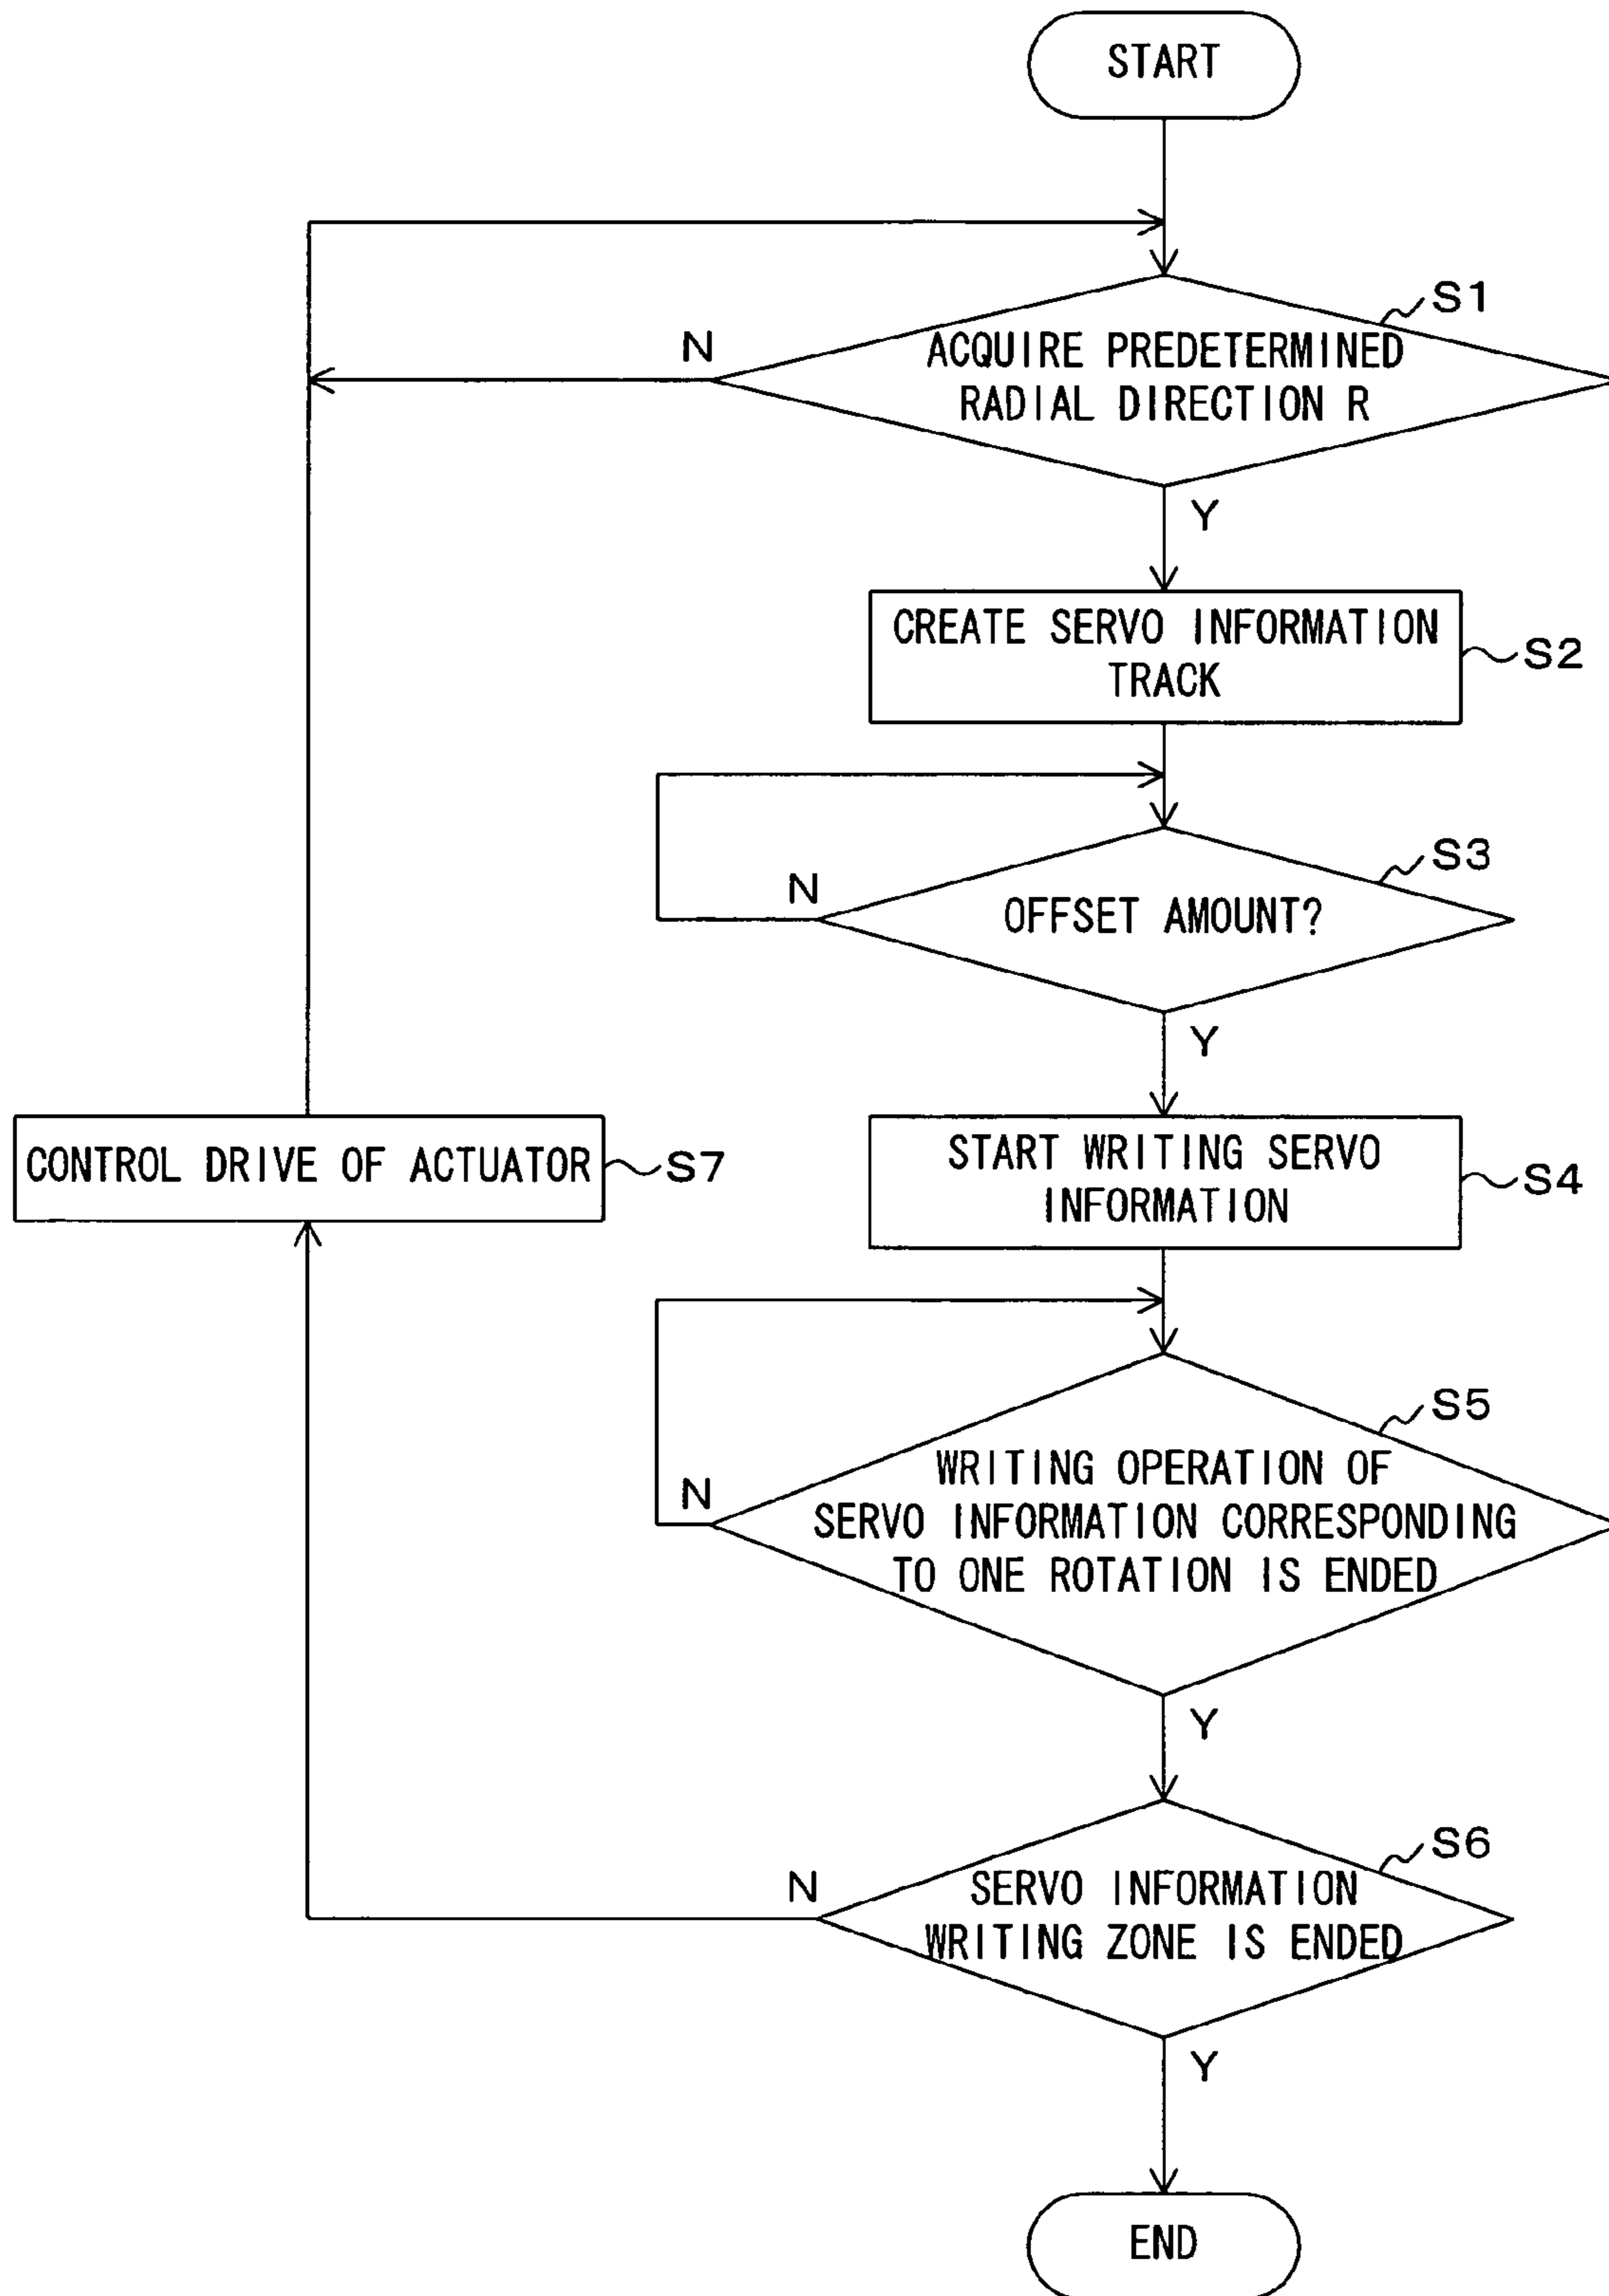 START
S1
N
ACQUIRE PREDETERMINED
RADIAL DIRECTION R
Y
CREATE SERVO INFORMATION
TRACK
S2
S3
N
OFFSET AMOUNT?
Y
CONTROL DRIVE OF ACTUATOR
S7
START WRITING SERVO
INFORMATION
S4
S5
N
WRITING OPERATION OF
SERVO INFORMATION CORRESPONDING
TO ONE ROTATION IS ENDED
Y
S6
N
SERVO INFORMATION
WRITING ZONE IS ENDED
Y
END